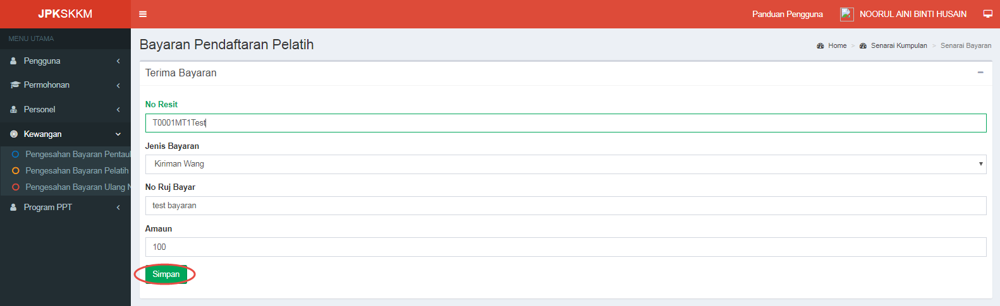 JPKSKKM
Panduan Pengguna
NOORUL AINI BINTI HUSAIN
MENU UTAMA
Pengguna
Permohonan
Personel
Kewangan
Pengesahan Bayaran Pentaul
Pengesahan Bayaran Pelatih
Pengesahan Bayaran Ulang N
Program PPT
Bayaran Pendaftaran Pelatih
Home > Senarai Kumpulan > Senarai Bayaran
Terima Bayaran
No Resit
T0001MT1Test
Jenis Bayaran
Kiriman Wang
No Ruj Bayar
test bayaran
Amaun
100
Simpan